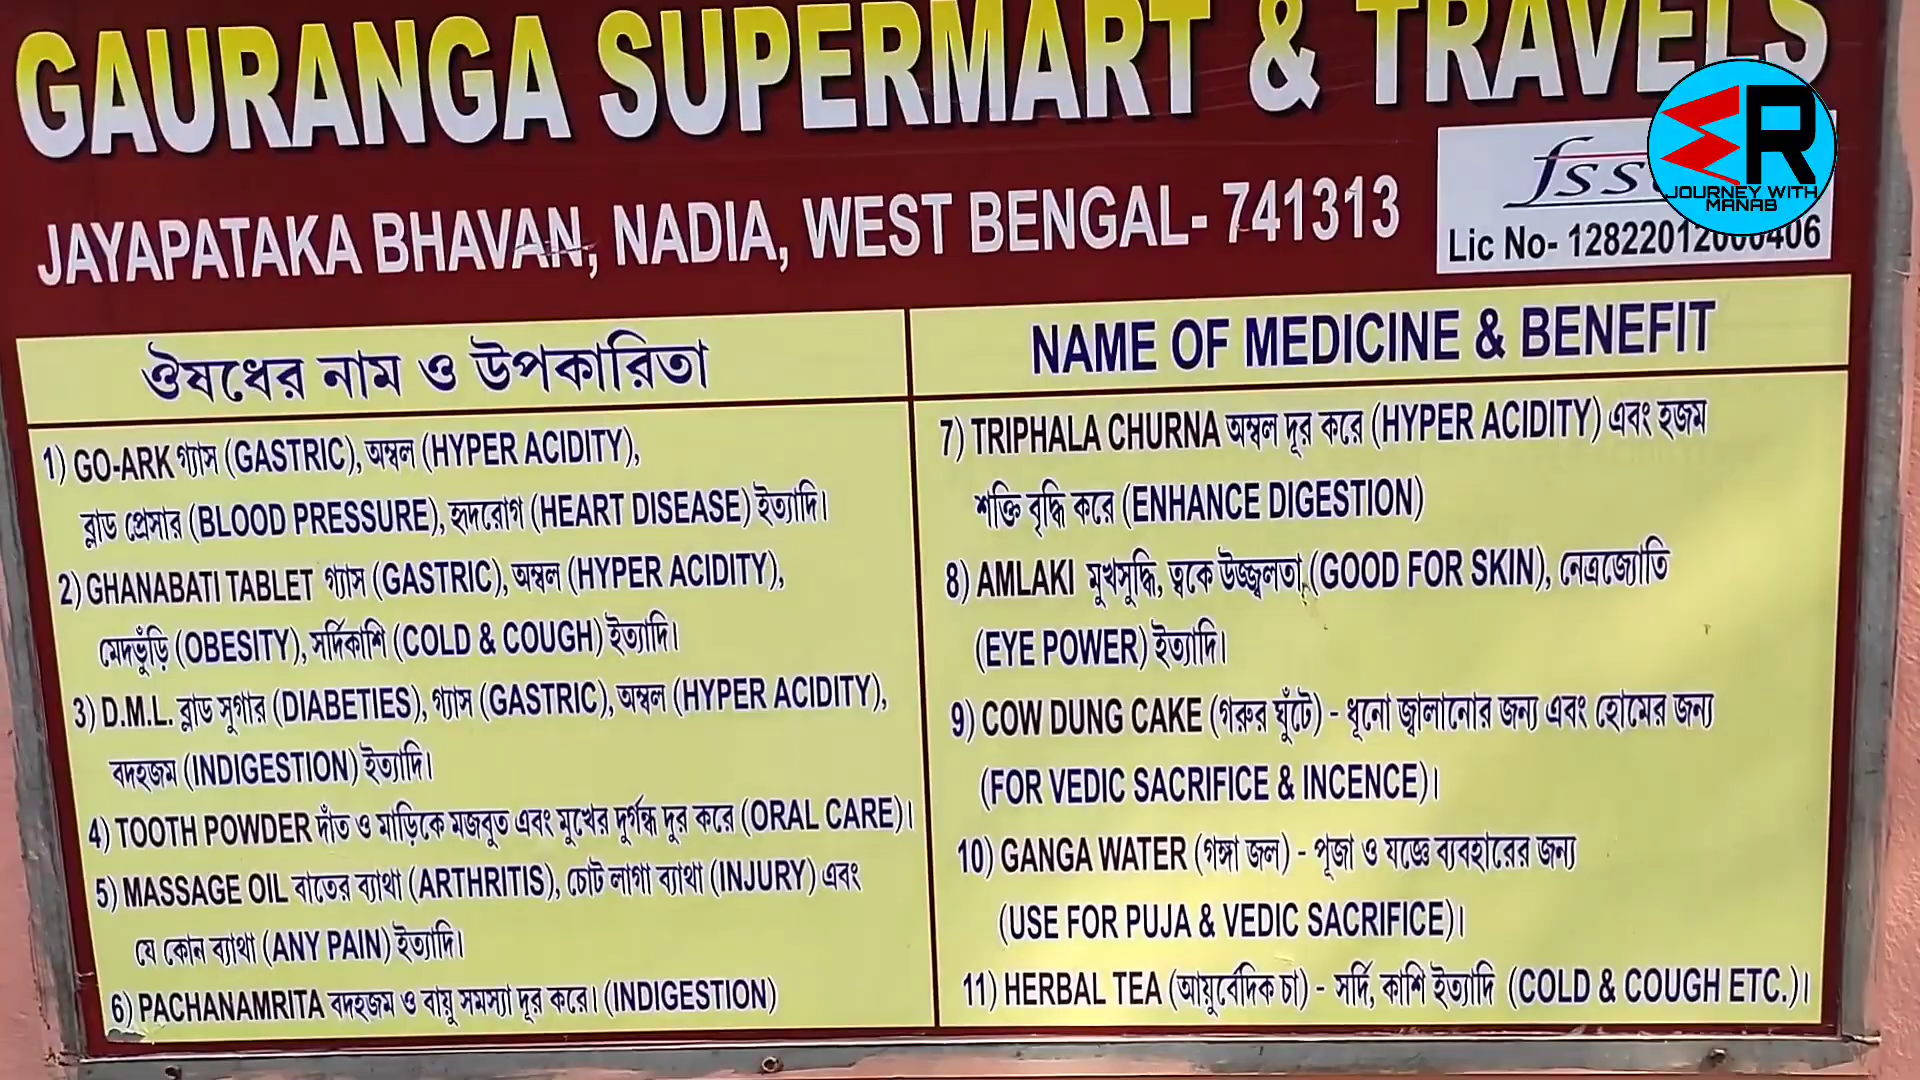 GAURANGA SUPERMART & TRAVELS
JAYAPATAKA BHAVAN, NADIA, WEST BENGAL- 741313
Lic No-
ER
JOURNEY WITH
MANAB
ঔষধের নাম ও উপকারিতা
1) GO-ARK গ্যাস (GASTRIC), অম্বল (HYPER ACIDITY),
ব্লাড প্রেসার (BLOOD PRESSURE), হৃদরোগ (HEART DISEASE) ইত্যাদি।
2) GHANABATI TABLET গ্যাস (GASTRIC), অম্বল (HYPER ACIDITY),
মেদভুঁড়ি (OBESITY), সর্দিকাশি (COLD & COUGH) ইত্যাদি।
3) D.M.L. ব্লাড সুগার (DIABETIES), গ্যাস (GASTRIC), অম্বল (HYPER ACIDITY),
বদহজম (INDIGESTION) ইত্যাদি।
4) TOOTH POWDER দাঁত ও মাড়িকে মজবুত এবং মুখের দুর্গন্ধ দুর করে (ORAL CARE)।
5) MASSAGE OIL বাতের ব্যাথা (ARTHRITIS), চোট লাগা ব্যাথা (INJURY) এবং
যে কোন ব্যাথা (ANY PAIN) ইত্যাদি।
6) PACHANAMRITA বদহজম ও বায়ু সমস্যা দূর করে। (INDIGESTION)
NAME OF MEDICINE & BENEFIT
7) TRIPHALA CHURNA অম্বল দূর করে (HYPER ACIDITY) এবং হজম
শক্তি বৃদ্ধি করে (ENHANCE DIGESTION)
8) AMLAKI মুখসুদ্ধি, ত্বকে উজ্জ্বলতা, (GOOD FOR SKIN), নেত্রজ্যোতি
(EYE POWER) ইত্যাদি।
9) COW DUNG CAKE (গরুর ঘুঁটে) - ধূনো জ্বালানোর জন্য এবং হোমের জন্য
(FOR VEDIC SACRIFICE & INCENCE)।
10) GANGA WATER (গঙ্গা জল) - পূজা ও যজ্ঞে ব্যবহারের জন্য
(USE FOR PUJA & VEDIC SACRIFICE)।
11) HERBAL TEA (আয়ুর্বেদিক চা) - সর্দি, কাশি ইত্যাদি (COLD & COUGH ETC.)।